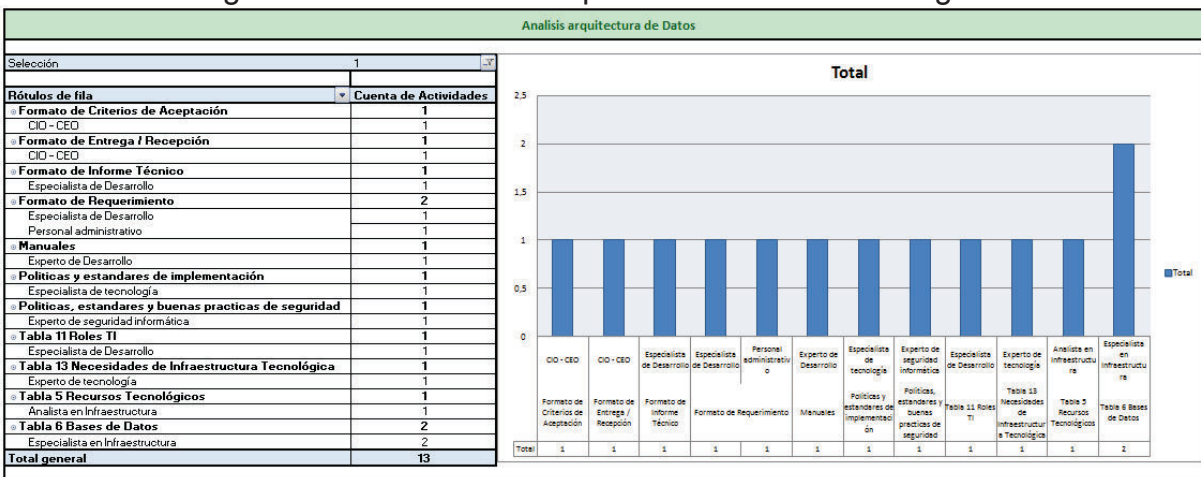 Analisis arquitectura de Datos
Selección 1
Rótulos de fila Cuenta de Actividades
Formato de Criterios de Aceptación 1
CIO - CEO 1
Formato de Entrega / Recepción 1
CIO - CEO 1
Formato de Informe Técnico 1
Especialista de Desarrollo 1
Formato de Requerimiento 2
Especialista de Desarrollo 1
Personal administrativo 1
Manuales 1
Experto de Desarrollo 1
Politicas y estandares de implementación 1
Especialista de tecnología 1
Politicas, estandares y buenas practicas de seguridad 1
Experto de seguridad informática 1
Tabla 11 Roles TI 1
Especialista de Desarrollo 1
Tabla 13 Necesidades de Infraestructura Tecnológica 1
Experto de tecnología 1
Tabla 5 Recursos Tecnológicos 1
Analista en Infraestructura 1
Tabla 6 Bases de Datos 2
Especialista en Infraestructura 2
Total general 13
Total
2,5
2
1,5
1
0,5
0
Total
CIO - CEO
CIO - CEO
Especialista
de Desarrollo
Especialista
de Desarrollo
Personal
administrativ
o
Experto de
Desarrollo
Especialista
de
tecnología
Experto de
seguridad
informática
Especialista
de Desarrollo
Experto de
tecnología
Analista en
Infraestructu
ra
Especialista
en
Infraestructu
ra
Formato de
Criterios de
Aceptación
Formato de
Entrega /
Recepción
Formato de
Informe
Técnico
Formato de Requerimiento
Manuales
Politicas y
estandares de
implementaci
ón
Politicas,
estandares y
buenas
practicas de
seguridad
Tabla 11 Roles
TI
Tabla 13
Necesidades
de
Infraestructur
a Tecnológica
Tabla 5
Recursos
Tecnológicos
Tabla 6 Bases
de Datos
Total 1 1 1 1 1 1 1 1 1 1 1 2